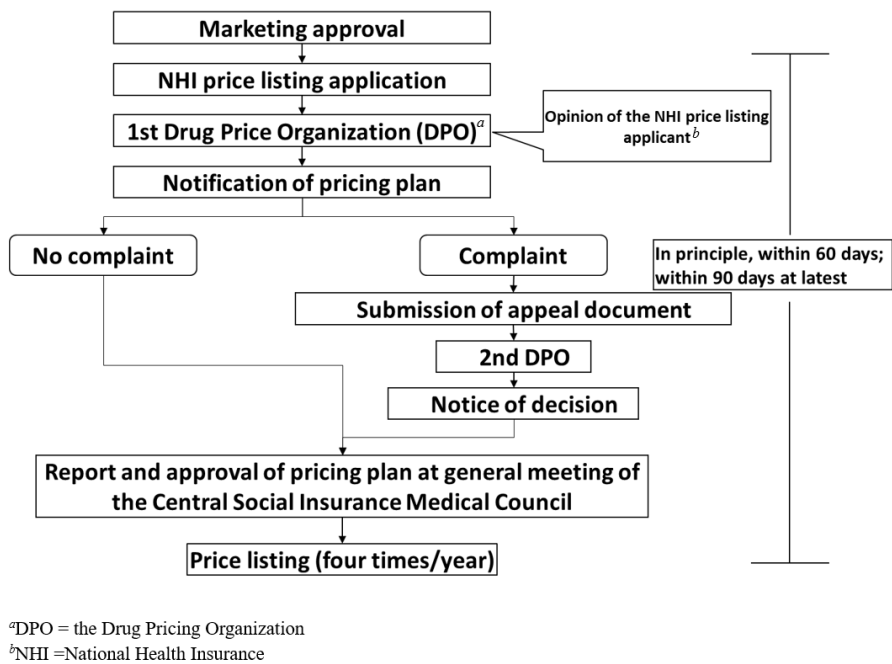 Marketing approval
NHI price listing application
1st Drug Price Organization (DPO)a
Opinion of the NHI price listing
applicantb
Notification of pricing plan
No complaint
Complaint
In principle, within 60 days;
within 90 days at latest
Submission of appeal document
2nd DPO
Notice of decision
Report and approval of pricing plan at general meeting of
the Central Social Insurance Medical Council
Price listing (four times/year)
aDPO = the Drug Pricing Organization
bNHI =National Health Insurance